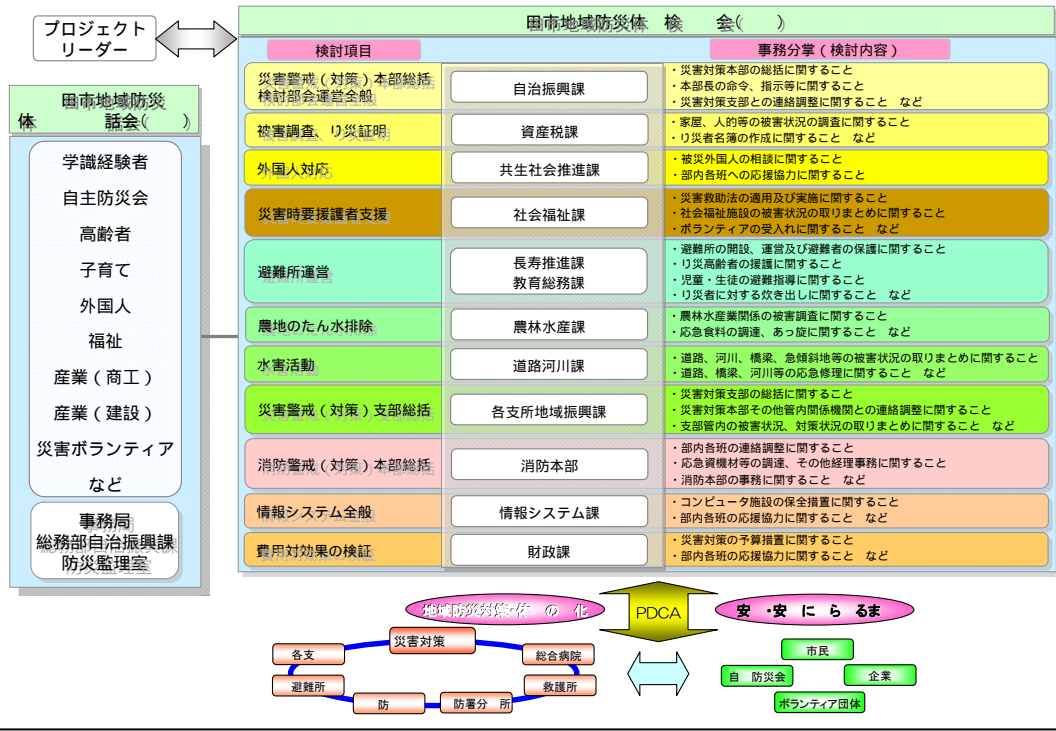 プロジェクト
リーダー
田市地域防災体 検 会( )
検討項目
事務分掌(検討内容)
災害警戒(対策)本部総括
検討部会運営全般
自治振興課
・災害対策本部の総括に関すること
・本部長の命令、指示等に関すること
・災害対策支部との連絡調整に関すること など
被害調査、り災証明
資産税課
・家屋、人的等の被害状況の調査に関すること
・り災者名簿の作成に関すること など
外国人対応
共生社会推進課
・被災外国人の相談に関すること
・部内各班への応援協力に関すること
災害時要援護者支援
社会福祉課
・災害救助法の適用及び実施に関すること
・社会福祉施設の被害状況の取りまとめに関すること
・ボランティアの受入れに関すること など
避難所運営
長寿推進課
教育総務課
・避難所の開設、運営及び避難者の保護に関すること
・り災高齢者の援護に関すること
・児童・生徒の避難指導に関すること
・り災者に対する炊き出しに関すること など
農地のたん水排除
農林水産課
・農林水産業関係の被害調査に関すること
・応急食料の調達、あっ旋に関すること など
水害活動
道路河川課
・道路、河川、橋梁、急傾斜地等の被害状況の取りまとめに関すること
・道路、橋梁、河川等の応急修理に関すること など
災害警戒(対策)支部総括
各支所地域振興課
・災害対策支部の総括に関すること
・災害対策本部その他管内関係機関との連絡調整に関すること
・支部管内の被害状況、対策状況の取りまとめに関すること など
消防警戒(対策)本部総括
消防本部
・部内各班の連絡調整に関すること
・応急資機材等の調達、その他経理事務に関すること
・消防本部の事務に関すること など
情報システム全般
情報システム課
・コンピュータ施設の保全措置に関すること
・部内各班の応援協力に関すること など
費用対効果の検証
財政課
・災害対策の予算措置に関すること
・部内各班の応援協力に関すること など
田市地域防災
体 話会( )
学識経験者
自主防災会
高齢者
子育て
外国人
福祉
産業(商工)
産業(建設)
災害ボランティア
など
事務局
総務部自治振興課
防災監理室
地域防災対策・体 の 化
PDCA
安 ・安 に ら るま
災害対策
各支
総合病院
避難所
救護所
防
防署分 所
市民
自 防災会
企業
ボランティア団体